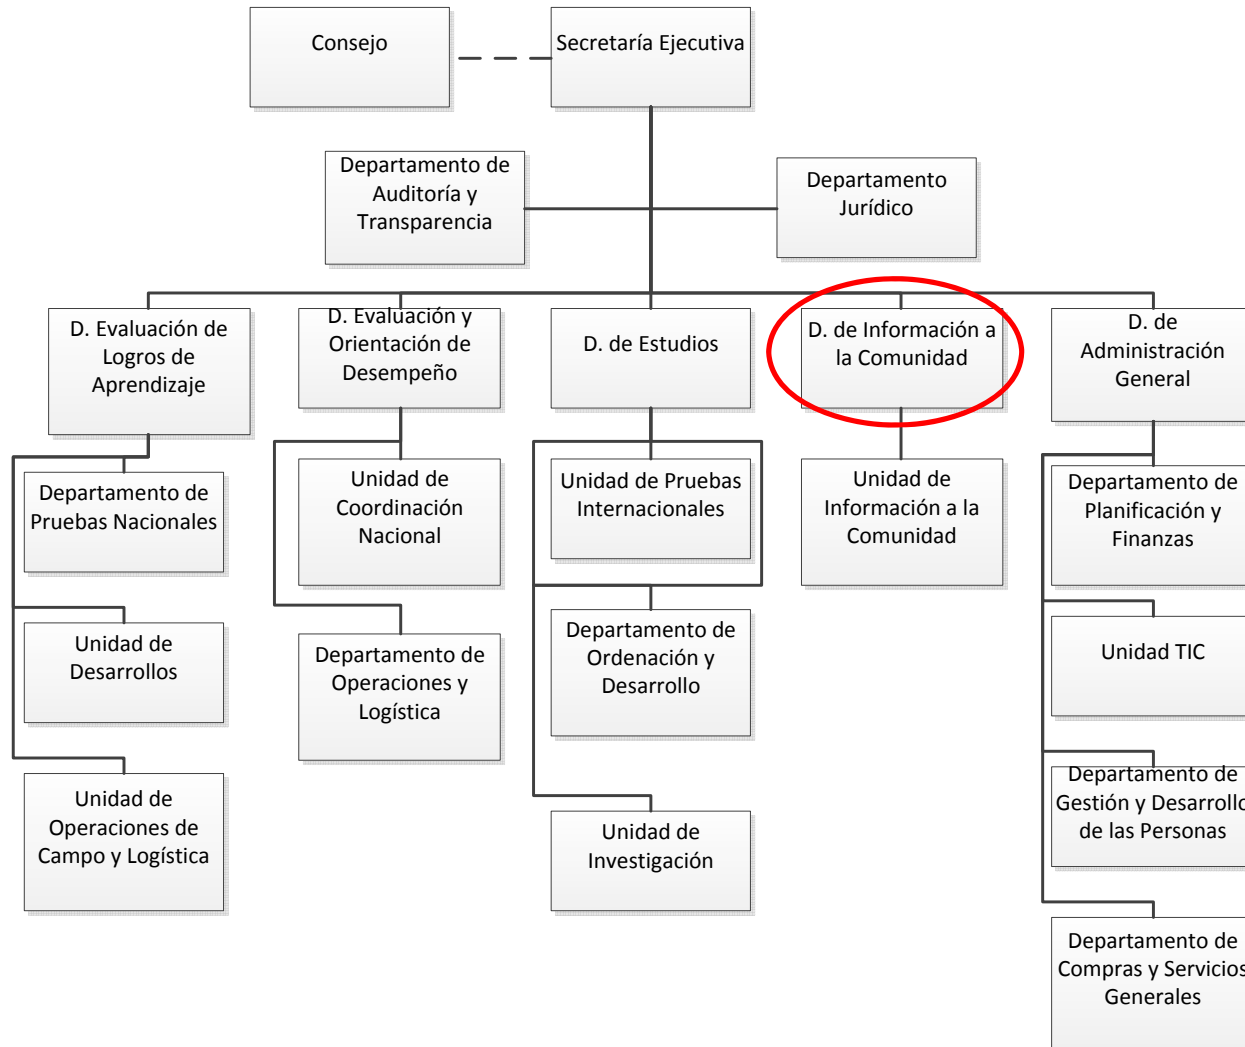 Consejo
Secretaría Ejecutiva
Departamento de
Auditoría y
Transparencia
Departamento
Jurídico
D. Evaluación de
Logros de
Aprendizaje
D. Evaluación y
Orientación de
Desempeño
D. de Estudios
D. de Información a
la Comunidad
D. de
Administración
General
Departamento de
Pruebas Nacionales
Unidad de
Coordinación
Nacional
Unidad de Pruebas
Internacionales
Unidad de
Información a la
Comunidad
Departamento de
Planificación y
Finanzas
Unidad de
Desarrollos
Departamento de
Operaciones y
Logística
Departamento de
Ordenación y
Desarrollo
Unidad TIC
Unidad de
Operaciones de
Campo y Logística
Unidad de
Investigación
Departamento de
Gestión y Desarrollo
de las Personas
Departamento de
Compras y Servicios
Generales